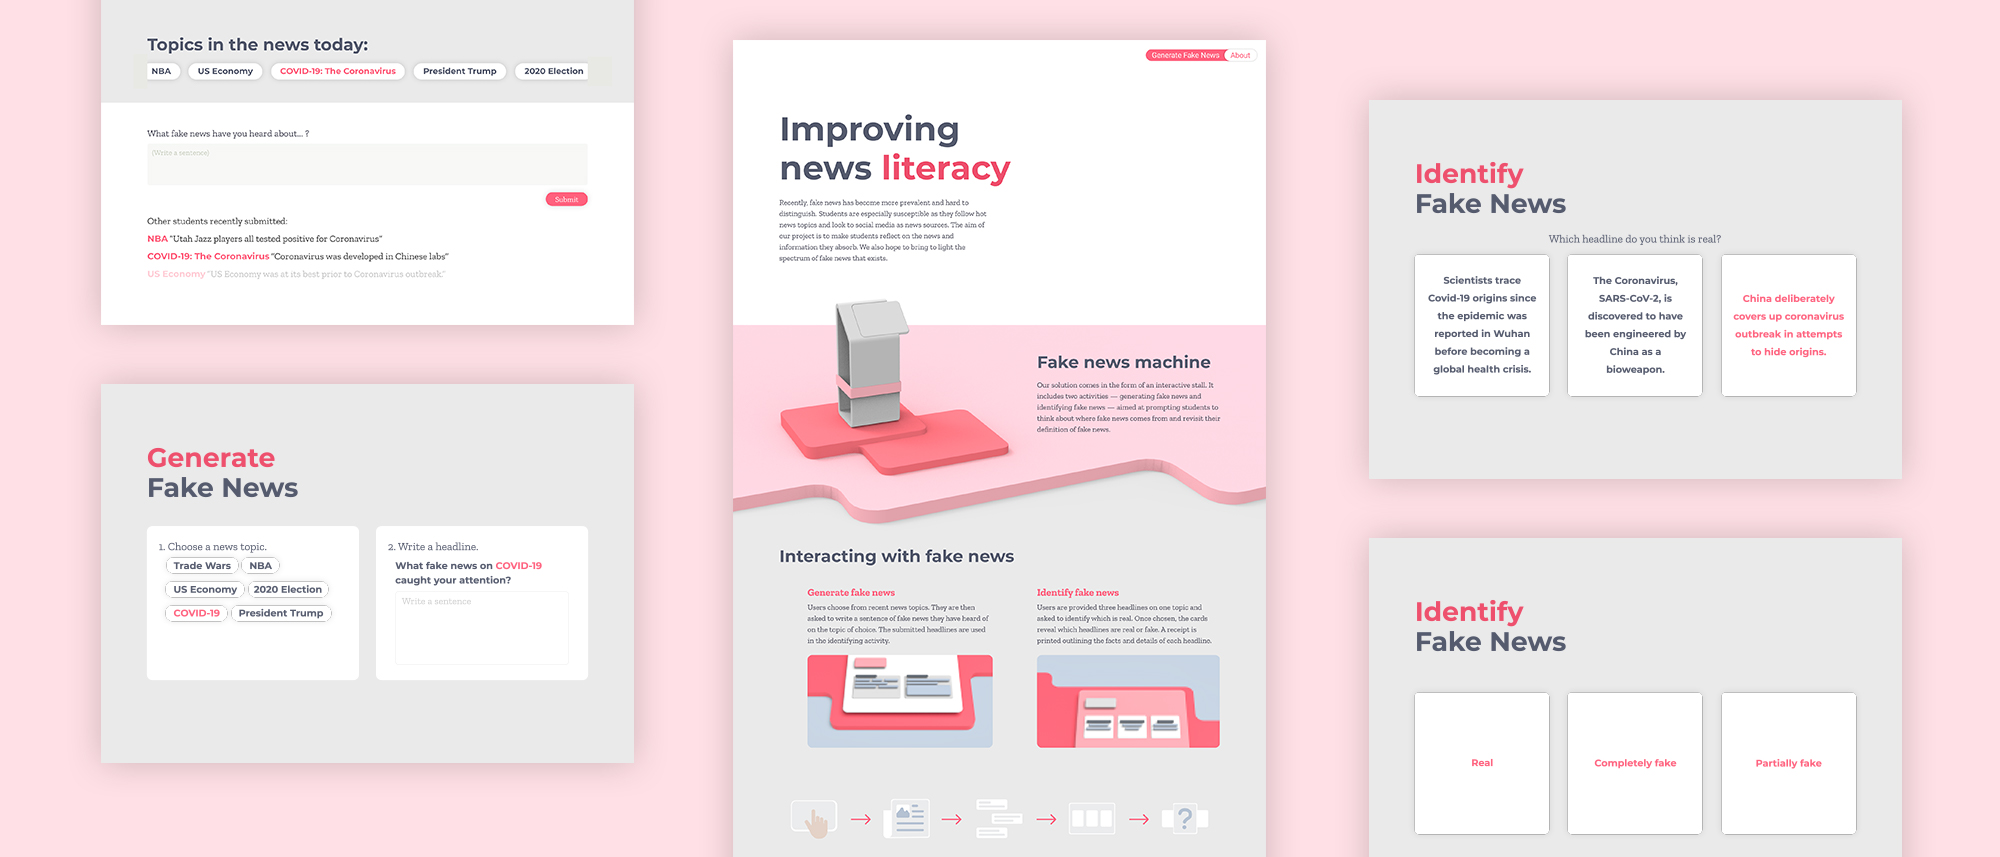 Topics in the news today:
NBA
US Economy
COVID-19: The Coronavirus
President Trump
2020 Election
What fake news have you heard about... ?
(Write a sentence)
Submit
Other students recently submitted:
NBA "Utah Jazz players all tested positive for Coronavirus"
COVID-19: The Coronavirus "Coronavirus was developed in Chinese labs"
US Economy "US Economy was at its best prior to Coronavirus outbreak."
Generate
Fake News
1. Choose a news topic.
Trade Wars
NBA
US Economy
2020 Election
COVID-19
President Trump
2. Write a headline.
What fake news on COVID-19
caught your attention?
Write a sentence
Generate Fake News
About
Improving
news literacy
Recently, fake news has become more prevalent and hard to
distinguish. Students are especially susceptible as they follow hot
news topics and look to social media as news sources. The aim of
our project is to make students reflect on the news and
information they absorb. We also hope to bring to light the
spectrum of fake news that exists.
Fake news machine
Our solution comes in the form of an interactive stall. It
includes two activities — generating fake news and
identifying fake news — aimed at prompting students to
think about where fake news comes from and revisit their
definition of fake news.
Interacting with fake news
Generate fake news
Users choose from recent news topics. They are then
asked to write a sentence of fake news they have heard of
on the topic of choice. The submitted headlines are used
in the identifying activity.
Identify fake news
Users are provided three headlines on one topic and
asked to identify which is real. Once chosen, the cards
reveal which headlines are real or fake. A receipt is
printed outlining the facts and details of each headline.
?
Identify
Fake News
Which headline do you think is real?
Scientists trace
Covid-19 origins since
the epidemic was
reported in Wuhan
before becoming a
global health crisis.
The Coronavirus,
SARS-CoV-2, is
discovered to have
been engineered by
China as a
bioweapon.
China deliberately
covers up coronavirus
outbreak in attempts
to hide origins.
Identify
Fake News
Real
Completely fake
Partially fake